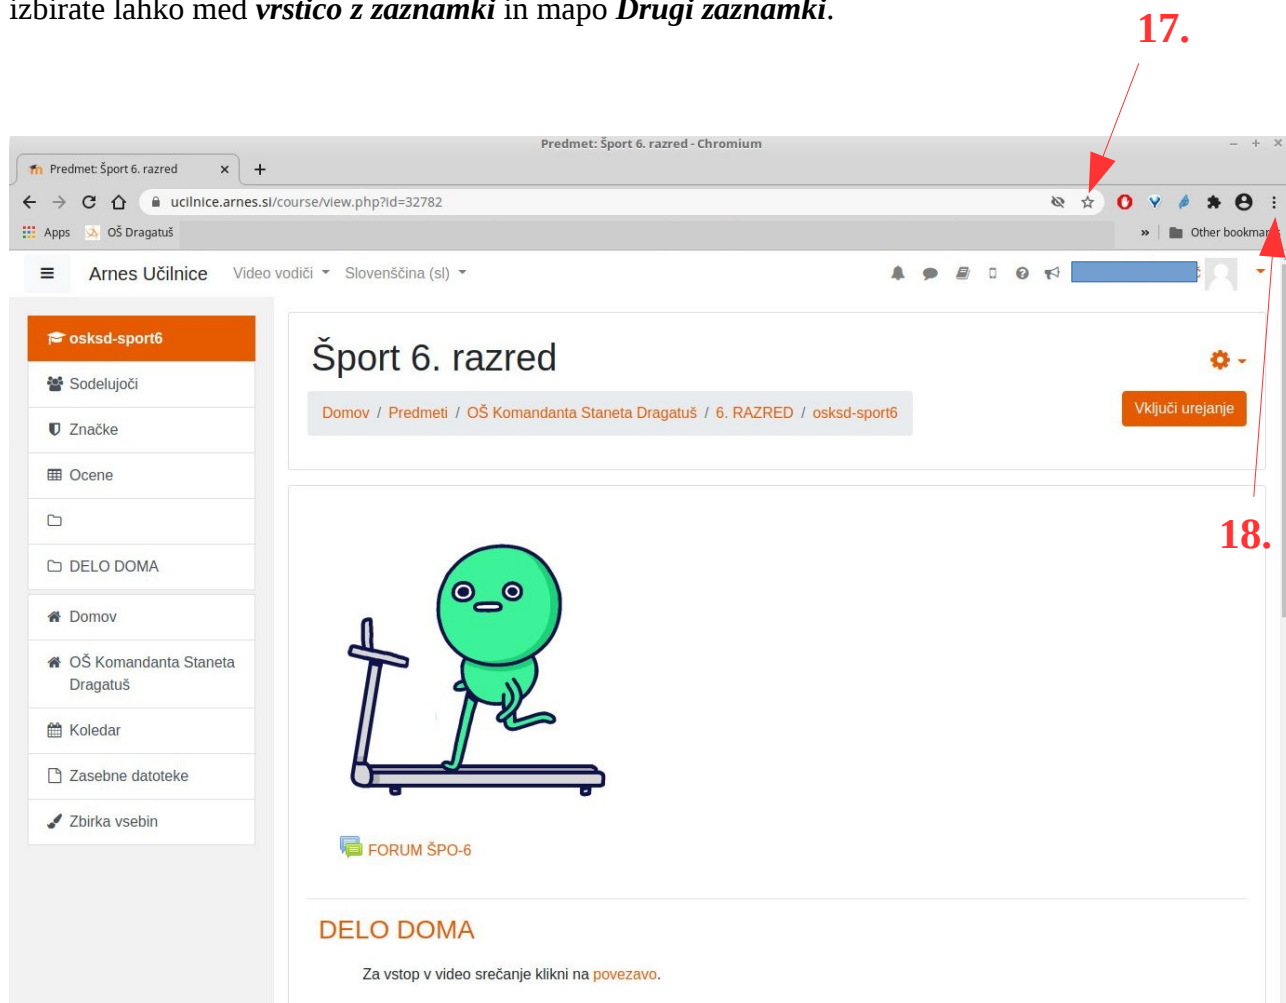 izbirate lahko med vrstico z zaznamki in mapo Drugi zaznamki.
17.
Predmet: Šport 6. razred - Chromium
Predmet: Šport 6. razred
ucilnice.arnes.si/course/view.php?id=32782
Apps OŠ Dragatuš
» Other bookmarks
Arnes Učilnice Video vodiči Slovenščina (sl)
osksd-sport6
Sodelujoči
Značke
Ocene
DELO DOMA
Domov
OŠ Komandanta Staneta
Dragatuš
Koledar
Zasebne datoteke
Zbirka vsebin
Šport 6. razred
Domov / Predmeti / OŠ Komandanta Staneta Dragatuš / 6. RAZRED / osksd-sport6
Vključi urejanje
18.
FORUM ŠPO-6
DELO DOMA
Za vstop v video srečanje klikni na povezavo.